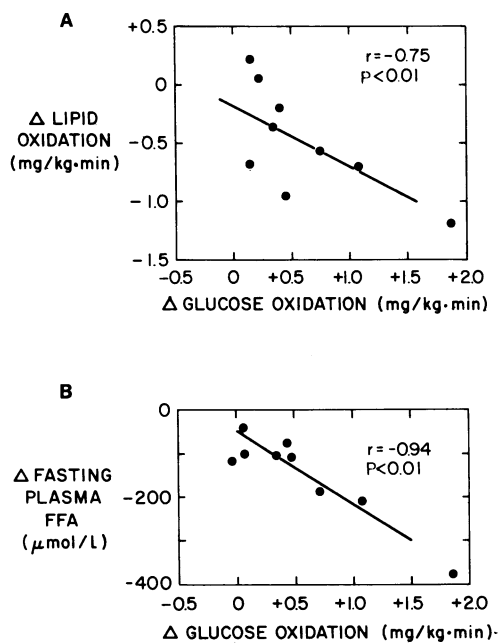 A
+0.5
0
-0.5
-1.0
-1.5
Δ LIPID
OXIDATION
(mg/kg•min)
r=-0.75
P<0.01
-0.5 0 +0.5 +1.0 +1.5 +2.0
Δ GLUCOSE OXIDATION (mg/kg•min)
B
0
-200
-400
Δ FASTING
PLASMA
FFA
(μmol/l)
r=-0.94
P<0.01
-0.5 0 +0.5 +1.0 +1.5 +2.0
Δ GLUCOSE OXIDATION (mg/kg•min)